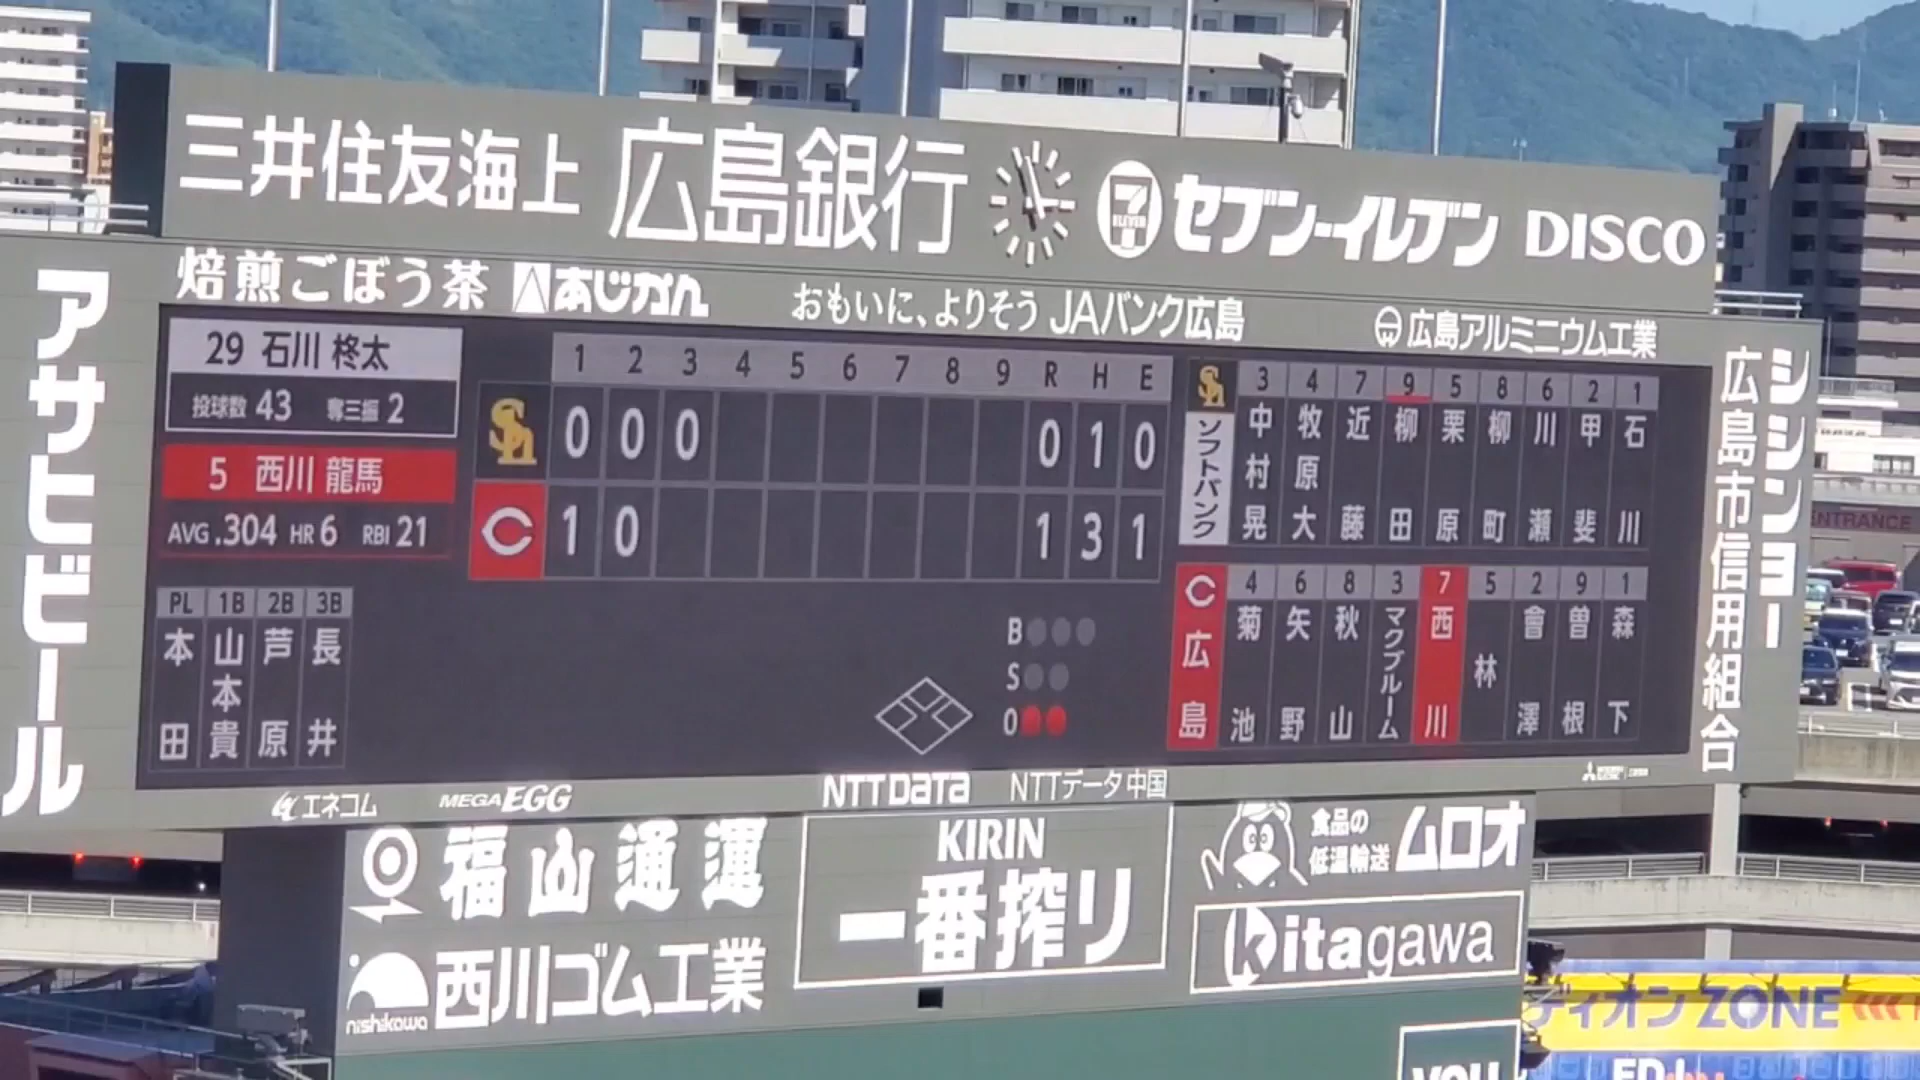 三井住友海上 広島銀行 7 ELEVEN セブン-イレブン DISCO
焙煎ごぼう茶 あじかん おもいに、よりそう JAバンク広島 広島アルミニウム工業
アサヒビール
シシンヨー
広島市信用組合
29 石川 柊太
投球数 43 奪三振 2
5 西川 龍馬
AVG .304 HR 6 RBI 21
1 2 3 4 5 6 7 8 9 R H E
Sh 0 0 0 0 1 0
C 1 0 1 3 1
Sh 3 4 7 9 5 8 6 2 1
ソフトバンク 中村晃 牧原大 近藤 柳田 栗原 柳町 川瀬 甲斐 石川
C 4 6 8 3 7 5 2 9 1
広島 菊池 矢野 秋山 マクブルーム 西川 林 會澤 曽根 森下
PL 1B 2B 3B
本田 山本貴 芦原 長井
B
S
O
エネコム MEGA EGG NTT DATA NTTデータ中国
福山通運
nishikawa 西川ゴム工業
KIRIN
一番搾り
食品の
低温輸送 ムロオ
kitagawa
ENTRANCE
ディオン ZONE